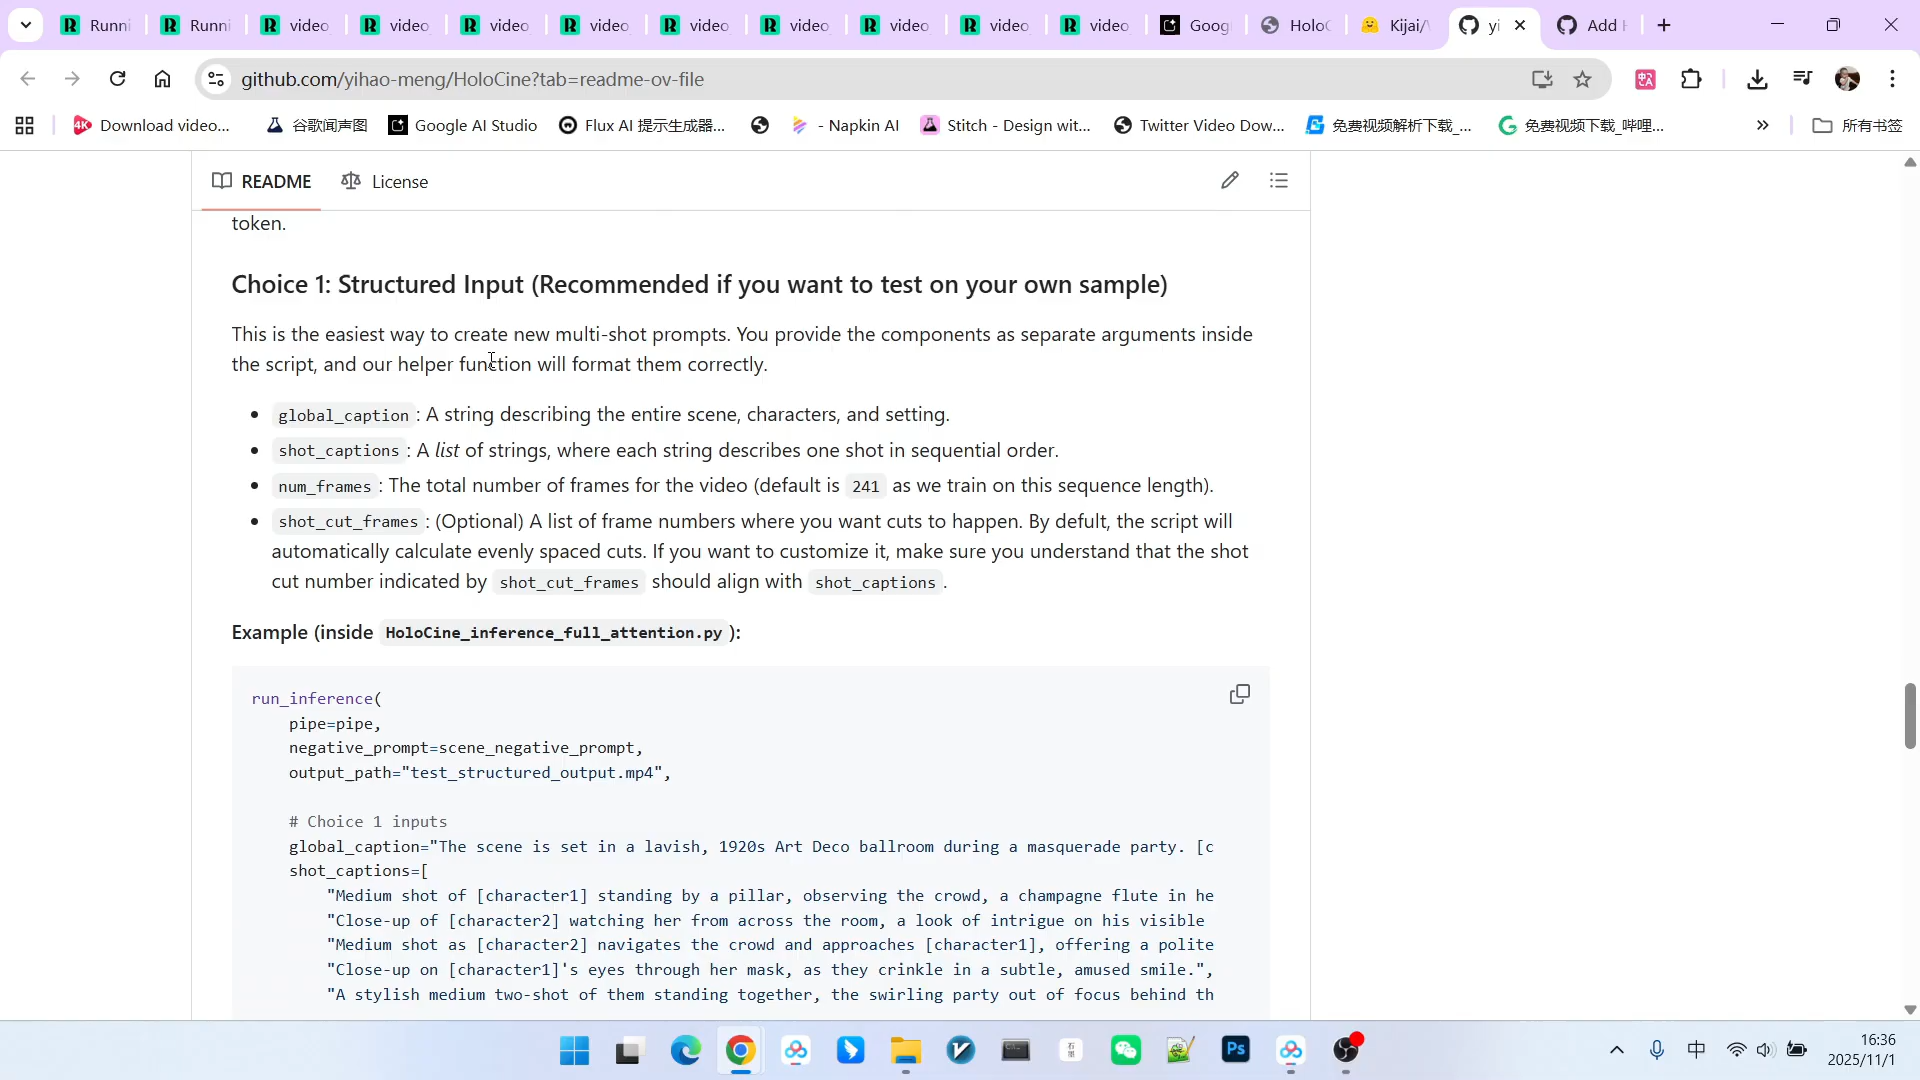 Runni
Runni
video
video
video
video
video
video
video
video
video
Goog
HoloC
Kijai/
yi
Add
github.com/yihao-meng/HoloCine?tab=readme-ov-file
Download video...
谷歌闻声图
Google AI Studio
Flux AI 提示生成器...
- Napkin AI
Stitch - Design wit...
Twitter Video Dow...
免费视频解析下载_...
免费视频下载_哔哩...
所有书签
README
License
token.
Choice 1: Structured Input (Recommended if you want to test on your own sample)
This is the easiest way to create new multi-shot prompts. You provide the components as separate arguments inside
the script, and our helper function will format them correctly.
global_caption : A string describing the entire scene, characters, and setting.
shot_captions : A list of strings, where each string describes one shot in sequential order.
num_frames : The total number of frames for the video (default is 241 as we train on this sequence length).
shot_cut_frames : (Optional) A list of frame numbers where you want cuts to happen. By defult, the script will
automatically calculate evenly spaced cuts. If you want to customize it, make sure you understand that the shot
cut number indicated by shot_cut_frames should align with shot_captions .
Example (inside HoloCine_inference_full_attention.py ):
run_inference(
pipe=pipe,
negative_prompt=scene_negative_prompt,
output_path="test_structured_output.mp4",
# Choice 1 inputs
global_caption="The scene is set in a lavish, 1920s Art Deco ballroom during a masquerade party. [c
shot_captions=[
"Medium shot of [character1] standing by a pillar, observing the crowd, a champagne flute in he
"Close-up of [character2] watching her from across the room, a look of intrigue on his visible
"Medium shot as [character2] navigates the crowd and approaches [character1], offering a polite
"Close-up on [character1]'s eyes through her mask, as they crinkle in a subtle, amused smile.",
"A stylish medium two-shot of them standing together, the swirling party out of focus behind th
Ps
中
16:36
2025/11/1